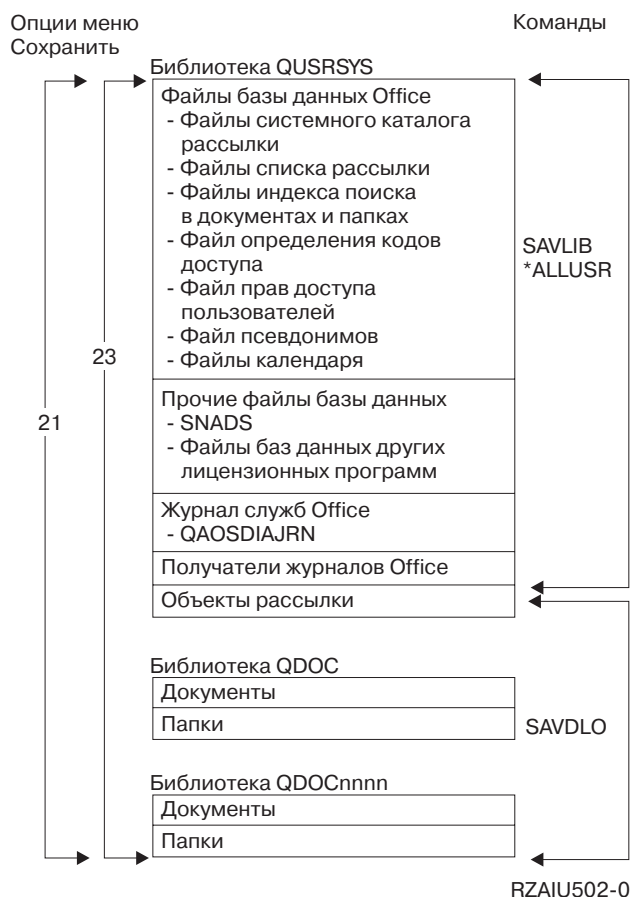 Опции меню
Сохранить
Команды
Библиотека QUSRSYS
Файлы базы данных Office
- Файлы системного каталога
рассылки
- Файлы списка рассылки
- Файлы индекса поиска
в документах и папках
- Файл определения кодов
доступа
- Файл прав доступа
пользователей
- Файл псевдонимов
- Файлы календаря
SAVLIB
*ALLUSR
23
21
Прочие файлы базы данных
- SNADS
- Файлы баз данных других
лицензионных программ
Журнал служб Office
- QAOSDIAJRN
Получатели журналов Office
Объекты рассылки
Библиотека QDOC
Документы
Папки
SAVDLO
Библиотека QDOCnnnn
Документы
Папки
RZAIU502-0